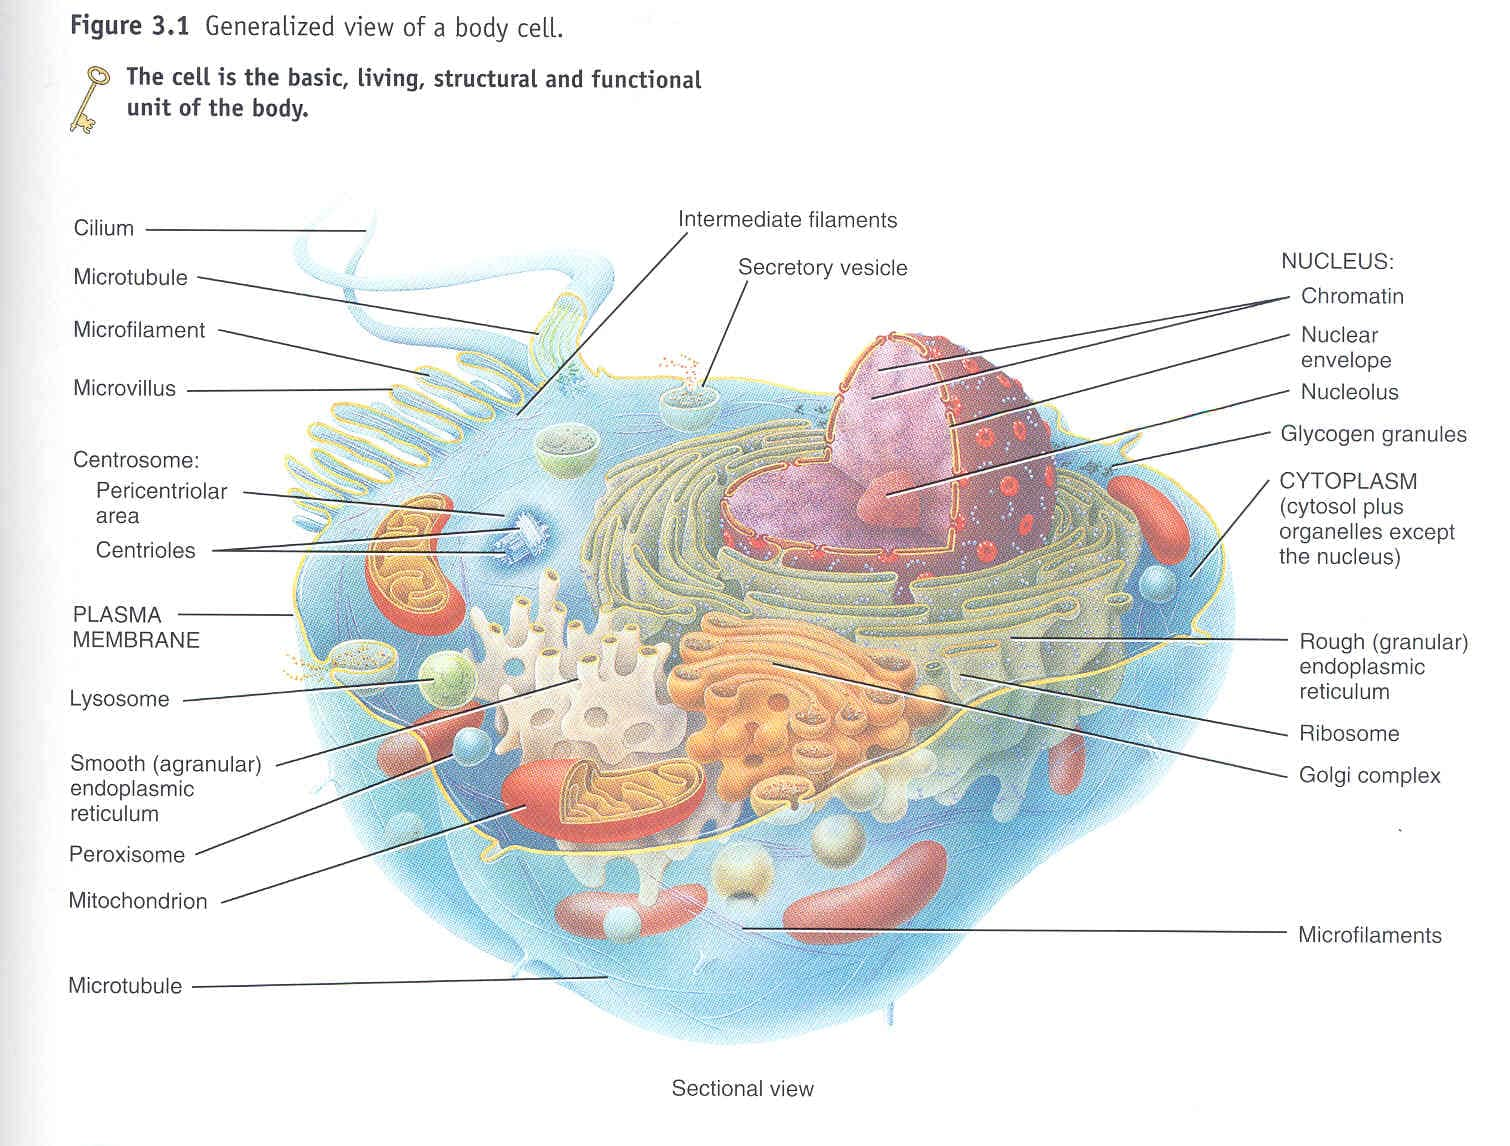 Figure 3.1 Generalized view of a body cell.
The cell is the basic, living, structural and functional
unit of the body.
Cilium
Microtubule
Microfilament
Microvillus
Centrosome:
Pericentriolar
area
Centrioles
PLASMA
MEMBRANE
Lysosome
Smooth (agranular)
endoplasmic
reticulum
Peroxisome
Mitochondrion
Microtubule
Intermediate filaments
Secretory vesicle
NUCLEUS:
Chromatin
Nuclear
envelope
Nucleolus
Glycogen granules
CYTOPLASM
(cytosol plus
organelles except
the nucleus)
Rough (granular)
endoplasmic
reticulum
Ribosome
Golgi complex
Microfilaments
Sectional view